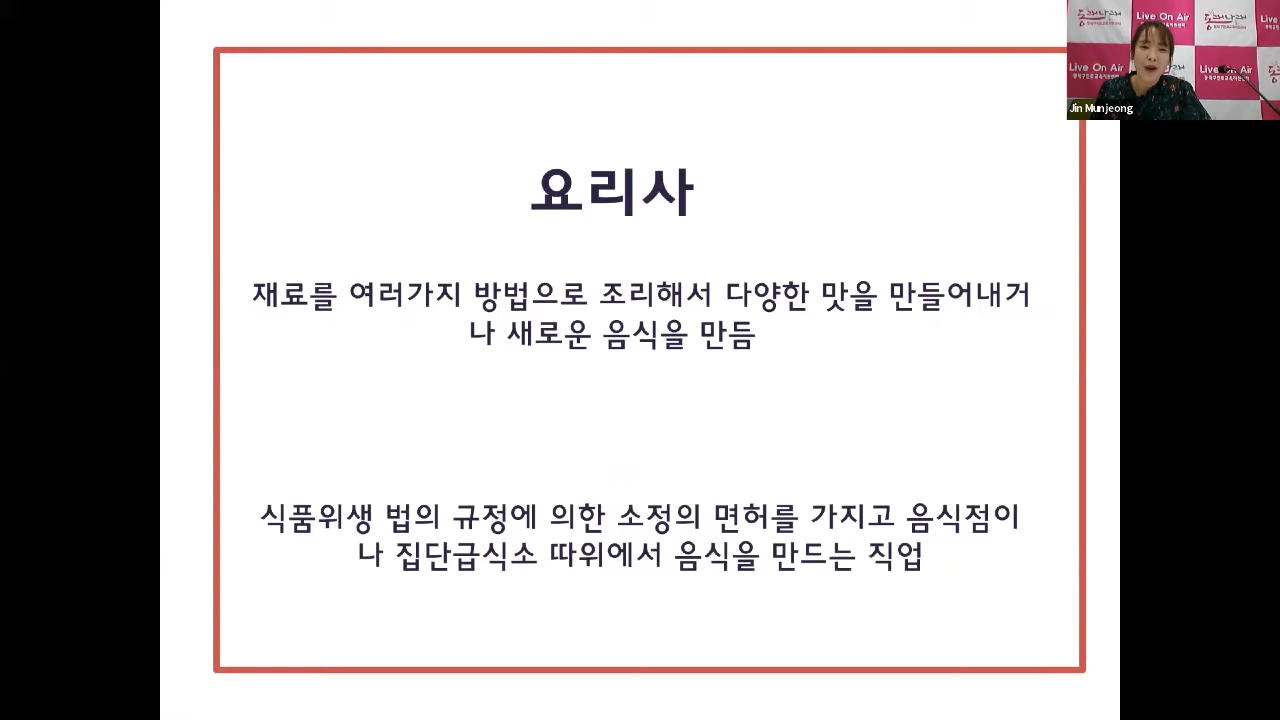 요리사
재료를 여러가지 방법으로 조리해서 다양한 맛을 만들어내거
나 새로운 음식을 만듬
식품위생 법의 규정에 의한 소정의 면허를 가지고 음식점이
나 집단급식소 따위에서 음식을 만드는 직업
Live On Air
Live On Air
Live On Air
Jin Munjeong